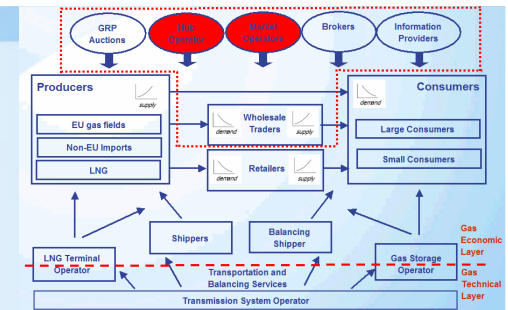 GRP
Auctions
Hub
Operator
Market
Operators
Brokers
Information
Providers
Producers
supply
EU gas fields
Non-EU Imports
LNG
demand
Wholesale
Traders
supply
demand
Retailers
supply
Consumers
demand
Large Consumers
Small Consumers
LNG Terminal
Operator
Shippers
Balancing
Shipper
Gas Storage
Operator
Gas
Economic
Layer
Transportation and
Balancing Services
Gas
Technical
Layer
Transmission System Operator